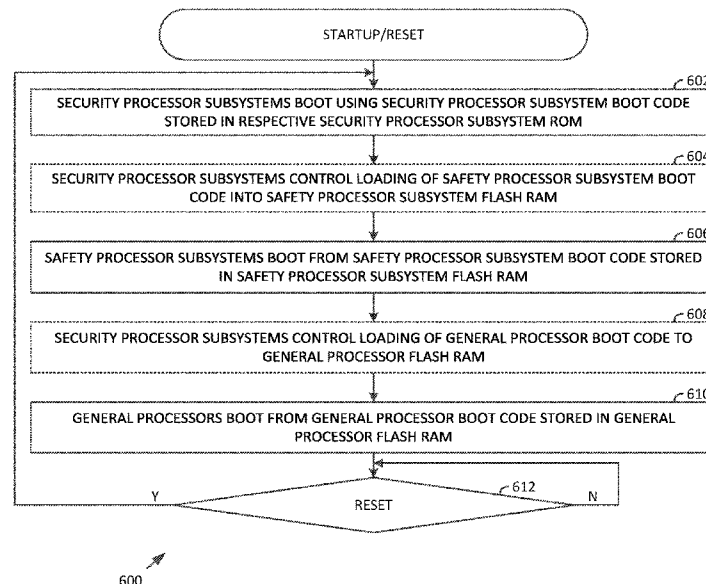 STARTUP/RESET
602
SECURITY PROCESSOR SUBSYSTEMS BOOT USING SECURITY PROCESSOR SUBSYSTEM BOOT CODE
STORED IN RESPECTIVE SECURITY PROCESSOR SUBSYSTEM ROM
604
SECURITY PROCESSOR SUBSYSTEMS CONTROL LOADING OF SAFETY PROCESSOR SUBSYSTEM BOOT
CODE INTO SAFETY PROCESSOR SUBSYSTEM FLASH RAM
606
SAFETY PROCESSOR SUBSYSTEMS BOOT FROM SAFETY PROCESSOR SUBSYSTEM BOOT CODE STORED
IN SAFETY PROCESSOR SUBSYSTEM FLASH RAM
608
SECURITY PROCESSOR SUBSYSTEMS CONTROL LOADING OF GENERAL PROCESSOR BOOT CODE TO
GENERAL PROCESSOR FLASH RAM
610
GENERAL PROCESSORS BOOT FROM GENERAL PROCESSOR BOOT CODE STORED IN GENERAL
PROCESSOR FLASH RAM
612
Y
RESET
N
600